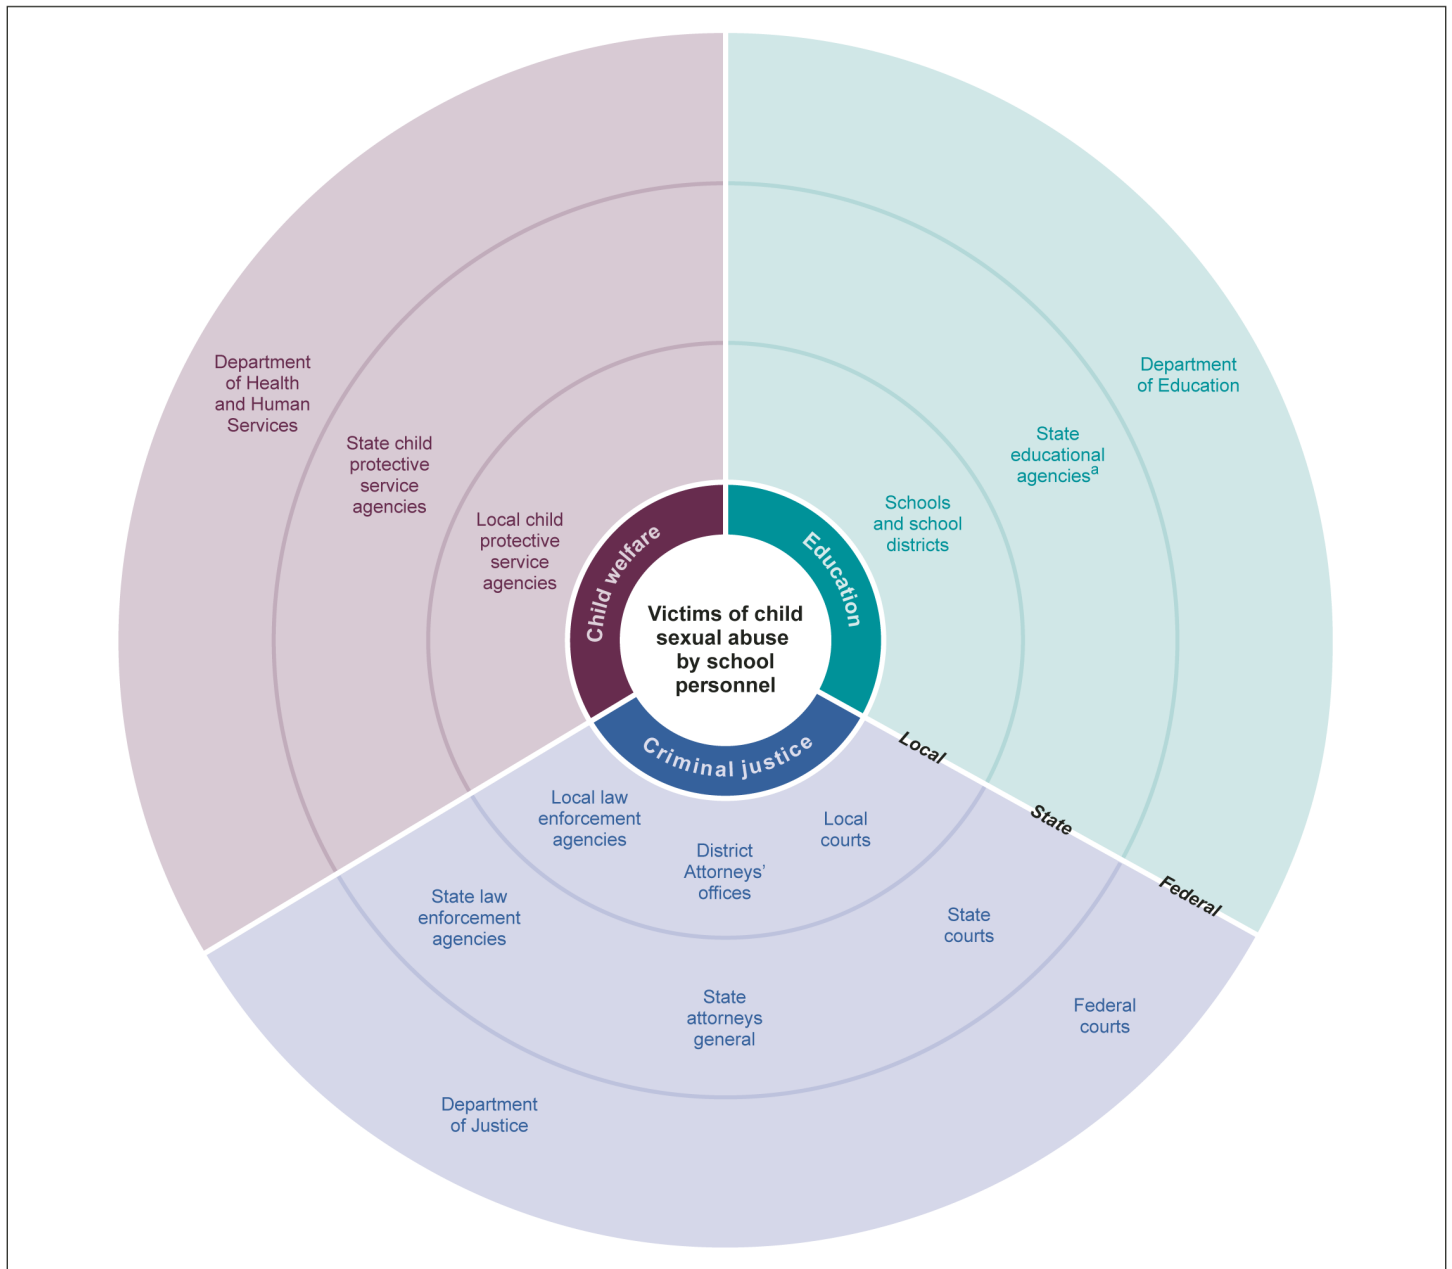 Department
of Health
and Human
Services
State child
protective
service
agencies
Local child
protective
service
agencies
Child welfare
Department
of Education
State
educational
agenciesa
Schools
and school
districts
Education
Victims of child
sexual abuse
by school
personnel
Criminal justice
Local
State
Federal
Local law
enforcement
agencies
District
Attorneys’
offices
Local
courts
State law
enforcement
agencies
State
attorneys
general
State
courts
Department
of Justice
Federal
courts